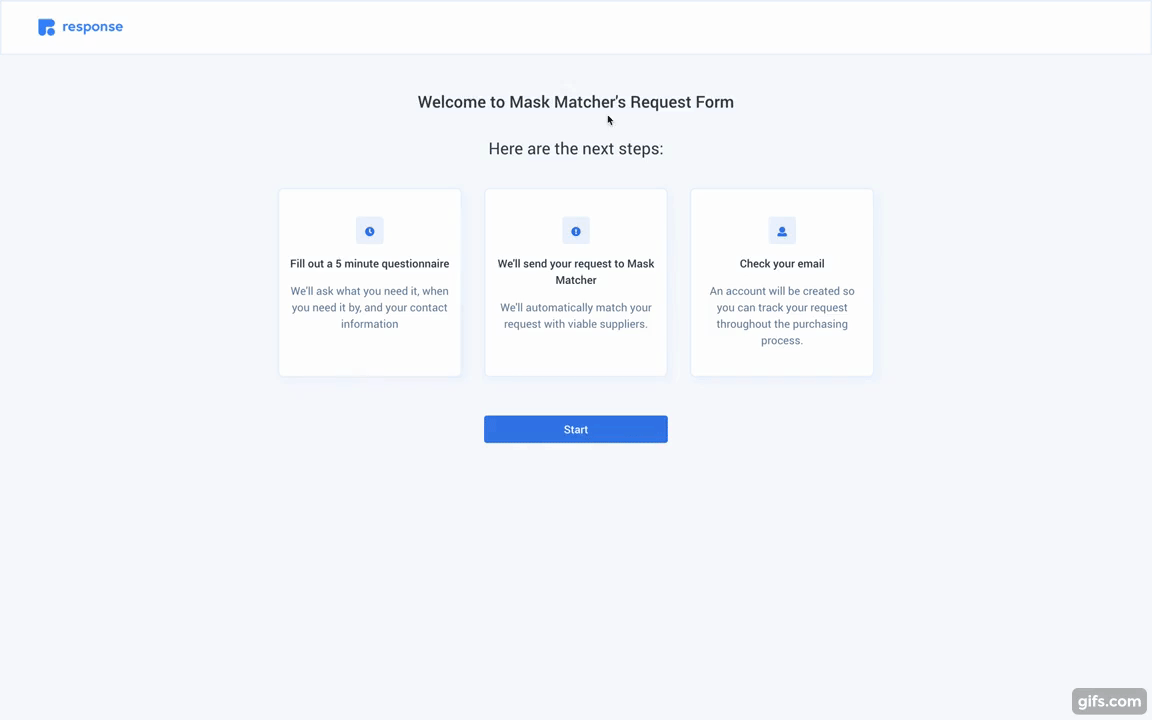 response
Welcome to Mask Matcher's Request Form
Here are the next steps:
Fill out a 5 minute questionnaire
We'll ask what you need it, when
you need it by, and your contact
information
We'll send your request to Mask
Matcher
We'll automatically match your
request with viable suppliers.
Check your email
An account will be created so
you can track your request
throughout the purchasing
process.
Start
gifs.com